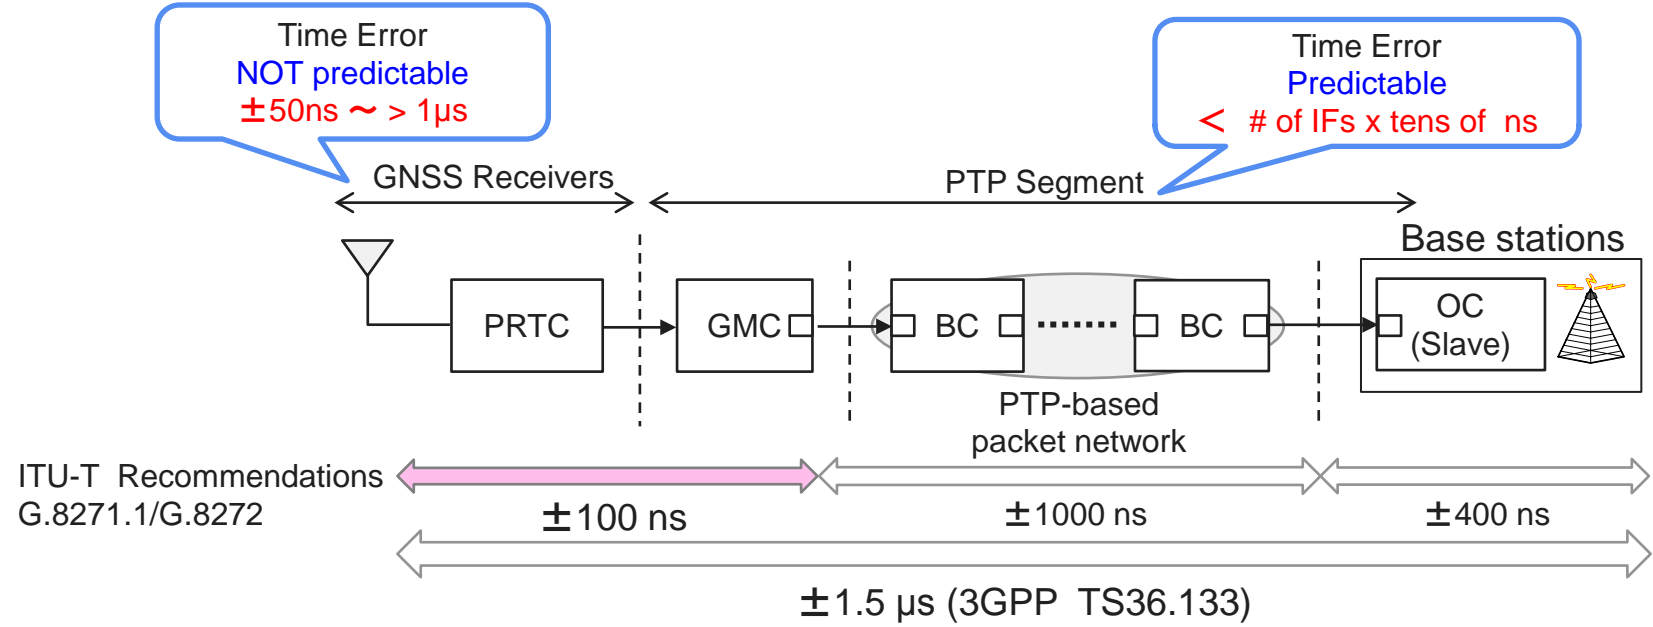 Time Error
NOT predictable
±50ns ～ > 1µs
Time Error
Predictable
＜ # of IFs x tens of ns
GNSS Receivers
PTP Segment
Base stations
PRTC
GMC
BC
BC
OC
(Slave)
PTP-based
packet network
ITU-T Recommendations
G.8271.1/G.8272
±100 ns
±1000 ns
±400 ns
±1.5 µs (3GPP TS36.133)